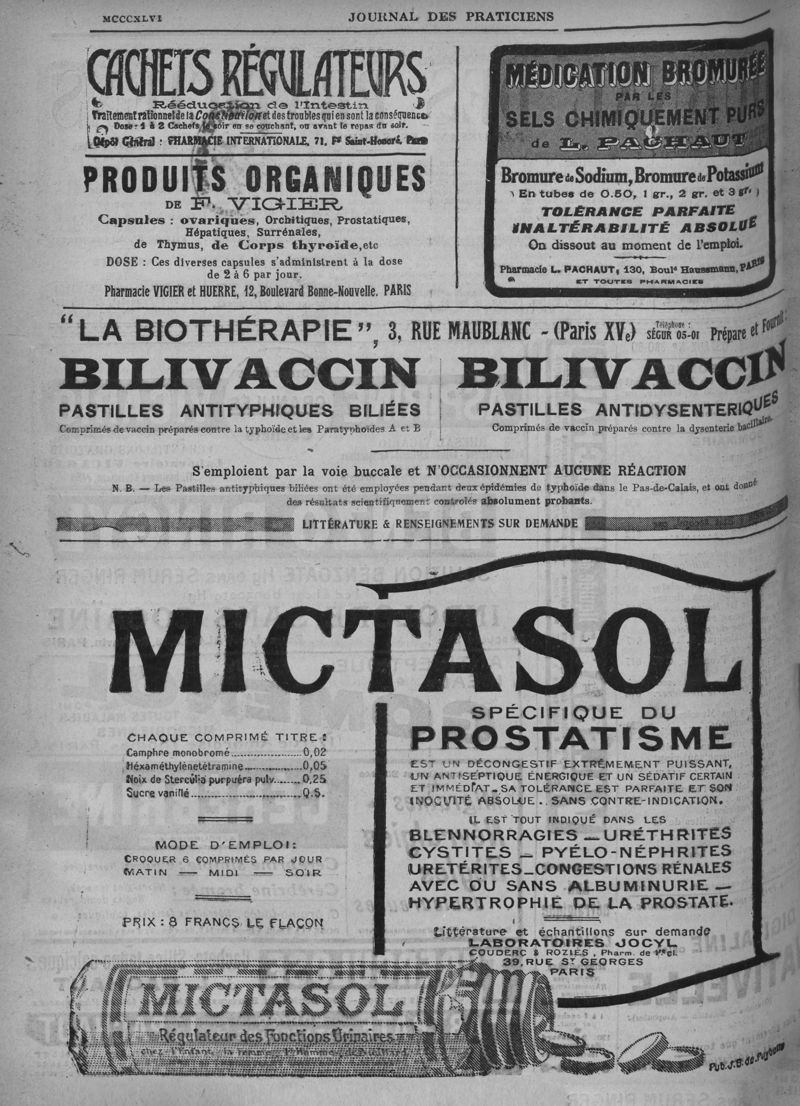 MCCCXLVI
JOURNAL DES PRATICIENS
CACHETS RÉGULATEURS
Rééducation de l'Intestin
Traitement rationnel de la Constipation et des troubles qui en sont la conséquence
Dose : 1 à 2 Cachets le soir en se couchant, ou avant le repas du soir.
Dépôt Général : PHARMACIE INTERNATIONALE, 71, Fg Saint-Honoré, Paris
PRODUITS ORGANIQUES
DE F. VIGIER
Capsules : ovariques, Orchitiques, Prostatiques,
Hépatiques, Surrénales,
de Thymus, de Corps thyroïde, etc
DOSE : Ces diverses capsules s'administrent à la dose
de 2 à 6 par jour.
Pharmacie VIGIER et HUERRE, 12, Boulevard Bonne-Nouvelle. PARIS
MÉDICATION BROMURÉE
PAR LES
SELS CHIMIQUEMENT PURS
de L. PACHAUT
Bromure de Sodium, Bromure de Potassium
En tubes de 0.50, 1 gr., 2 gr. et 3 gr.
TOLÉRANCE PARFAITE
INALTÉRABILITÉ ABSOLUE
On dissout au moment de l'emploi.
Pharmacie L. PACHAUT, 130, Boulᵈ Haussmann, PARIS
ET TOUTES PHARMACIES
"LA BIOTHÉRAPIE", 3, RUE MAUBLANC - (Paris XVe) Téléphone : SÉGUR 05-01 Prépare et Fournit :
BILIVACCIN
PASTILLES ANTITYPHIQUES BILIÉES
Comprimés de vaccin préparés contre la typhoïde et les Paratyphoïdes A et B
BILIVACCIN
PASTILLES ANTIDYSENTERIQUES
Comprimés de vaccin préparés contre la dysenterie bacillaire.
S'emploient par la voie buccale et N'OCCASIONNENT AUCUNE RÉACTION
N. B. — Les Pastilles antityphiques biliées ont été employées pendant deux épidémies de typhoïde dans le Pas-de-Calais, et ont donné
des résultats scientifiquement controlés absolument probants.
LITTÉRATURE & RENSEIGNEMENTS SUR DEMANDE
MICTASOL
CHAQUE COMPRIMÉ TITRE :
Camphre monobromé........0,02
Héxaméthylènetétramine........0,05
Noix de Sterculia purpuéra pulv.......0,25
Sucre vanillé........Q.S.
MODE D'EMPLOI:
CROQUER 6 COMPRIMÉS PAR JOUR
MATIN — MIDI — SOIR
PRIX : 8 FRANCS LE FLACON
SPÉCIFIQUE DU
PROSTATISME
EST UN DÉCONGESTIF EXTRÊMEMENT PUISSANT,
UN ANTISEPTIQUE ÉNERGIQUE ET UN SÉDATIF CERTAIN
ET IMMÉDIAT_SA TOLÉRANCE EST PARFAITE ET SON
INOCUITÉ ABSOLUE.. SANS CONTRE-INDICATION.
IL EST TOUT INDIQUÉ DANS LES
BLENNORRAGIES _ URÉTHRITES
CYSTITES _ PYÉLO-NÉPHRITES
URETÉRITES_CONGESTIONS RÉNALES
AVEC OU SANS ALBUMINURIE _
HYPERTROPHIE DE LA PROSTATE.
Littérature et échantillons sur demande
LABORATOIRES JOCYL
COUDERC & ROZIES, Pharm. de 1re cl.
39, RUE St GEORGES
PARIS
MICTASOL
Régulateur des Fonctions Urinaires
chez l'Enfant, la femme, l'Homme, le Vieillard
Pub. J. B. de